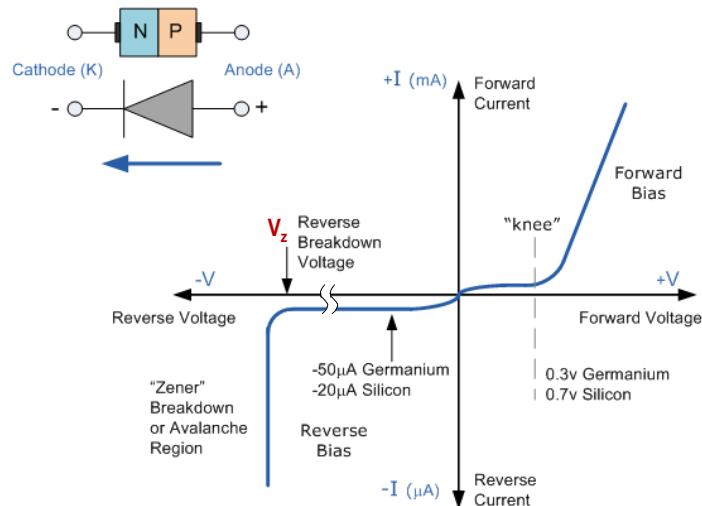 N P
Cathode (K)
Anode (A)
-
+
+I (mA)
Forward
Current
Forward
Bias
"knee"
Vz
Reverse
Breakdown
Voltage
-V
+V
Reverse Voltage
Forward Voltage
-50µA Germanium
-20µA Silicon
0.3v Germanium
0.7v Silicon
"Zener"
Breakdown
or Avalanche
Region
Reverse
Bias
-I (µA)
Reverse
Current